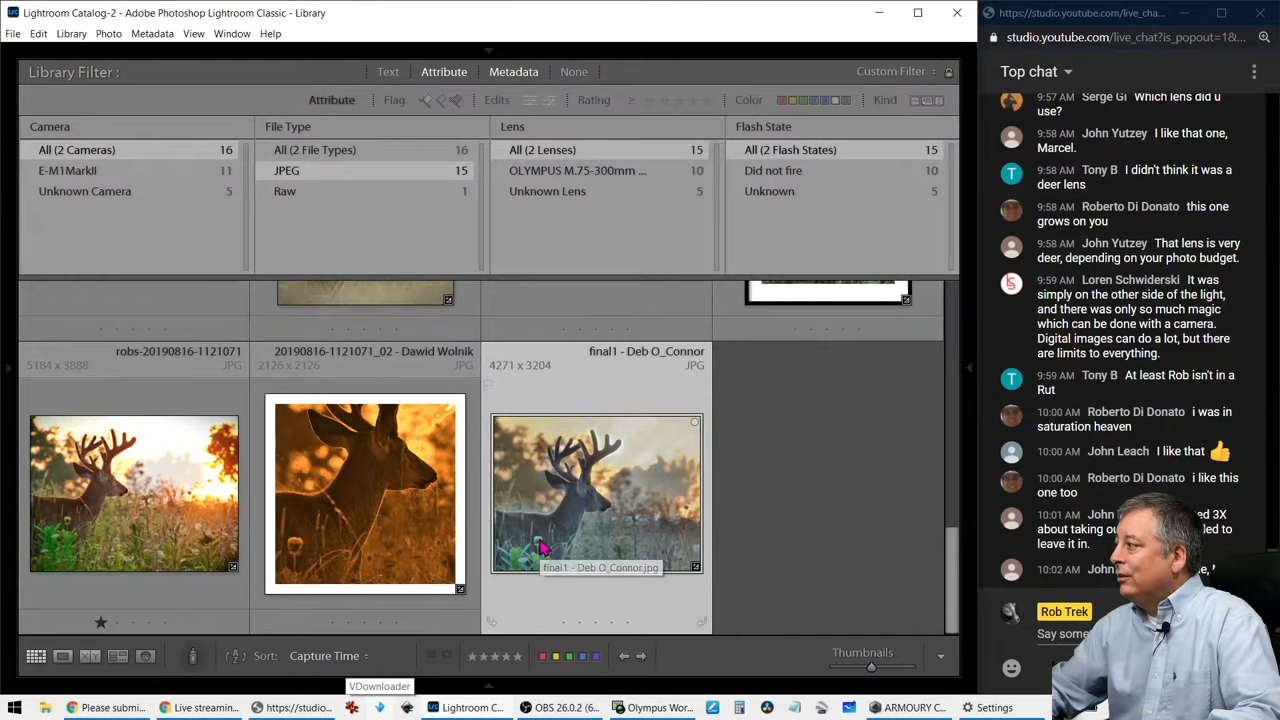 Lightroom Catalog-2 - Adobe Photoshop Lightroom Classic - Library
File Edit Library Photo Metadata View Window Help
Library Filter : Text Attribute Metadata None Custom Filter
Attribute Flag Edits Rating ≥ Color Kind
Camera File Type Lens Flash State
All (2 Cameras) 16 All (2 File Types) 16 All (2 Lenses) 15 All (2 Flash States) 15
E-M1MarkII 11 JPEG 15 OLYMPUS M.75-300mm ... 10 Did not fire 10
Unknown Camera 5 Raw 1 Unknown Lens 5 Unknown 5
robs-20190816-1121071 20190816-1121071_02 - Dawid Wolnik final1 - Deb O_Connor
5184 x 3888 JPG 2126 x 2126 JPG 4271 x 3204 JPG
final1 - Deb O_Connor.jpg
Sort: Capture Time
Thumbnails
VDownloader
Please submi... Live streamin... https://studio... Lightroom C... OBS 26.0.2 (6... Olympus Wor... ARMOURY C... Settings
https://studio.youtube.com/live_cha...
studio.youtube.com/live_chat?is_popout=1&...
Top chat
9:57 AM Serge Gi Which lens did u
use?
9:58 AM John Yutzey I like that one,
Marcel.
T
9:58 AM Tony B I didn't think it was a
deer lens
9:58 AM Roberto Di Donato this one
grows on you
9:58 AM John Yutzey That lens is very
deer, depending on your photo budget.
9:59 AM Loren Schwiderski It was
simply on the other side of the light,
and there was only so much magic
which can be done with a camera.
Digital images can do a lot, but there
are limits to everything.
T
9:59 AM Tony B At least Rob isn't in a
Rut
10:00 AM Roberto Di Donato i was in
saturation heaven
10:00 AM John Leach I like that
10:00 AM Roberto Di Donato i like this
one too
10:01 AM John
about taking ou
leave it in.
10:02 AM John
Rob Trek
Say som